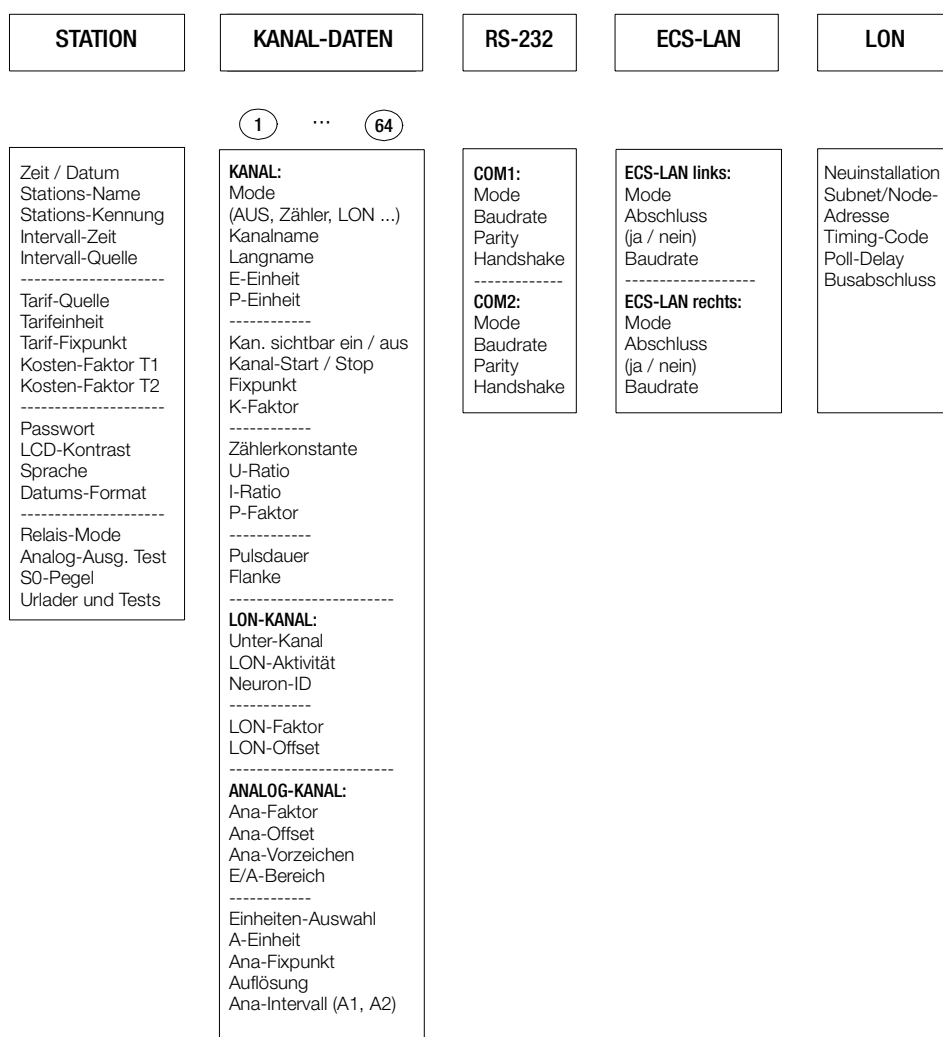 STATION
KANAL-DATEN
RS-232
ECS-LAN
LON
1 ... 64
Zeit / Datum
Stations-Name
Stations-Kennung
Intervall-Zeit
Intervall-Quelle
---------------------
Tarif-Quelle
Tarifeinheit
Tarif-Fixpunkt
Kosten-Faktor T1
Kosten-Faktor T2
---------------------
Passwort
LCD-Kontrast
Sprache
Datums-Format
---------------------
Relais-Mode
Analog-Ausg. Test
S0-Pegel
Urlader und Tests
KANAL:
Mode
(AUS, Zähler, LON ...)
Kanalname
Langname
E-Einheit
P-Einheit
------------
Kan. sichtbar ein / aus
Kanal-Start / Stop
Fixpunkt
K-Faktor
------------
Zählerkonstante
U-Ratio
I-Ratio
P-Faktor
------------
Pulsdauer
Flanke
------------------------
LON-KANAL:
Unter-Kanal
LON-Aktivität
Neuron-ID
------------
LON-Faktor
LON-Offset
------------------------
ANALOG-KANAL:
Ana-Faktor
Ana-Offset
Ana-Vorzeichen
E/A-Bereich
------------
Einheiten-Auswahl
A-Einheit
Ana-Fixpunkt
Auflösung
Ana-Intervall (A1, A2)
COM1:
Mode
Baudrate
Parity
Handshake
-------------
COM2:
Mode
Baudrate
Parity
Handshake
ECS-LAN links:
Mode
Abschluss
(ja / nein)
Baudrate
-------------------
ECS-LAN rechts:
Mode
Abschluss
(ja / nein)
Baudrate
Neuinstallation
Subnet/Node-
Adresse
Timing-Code
Poll-Delay
Busabschluss